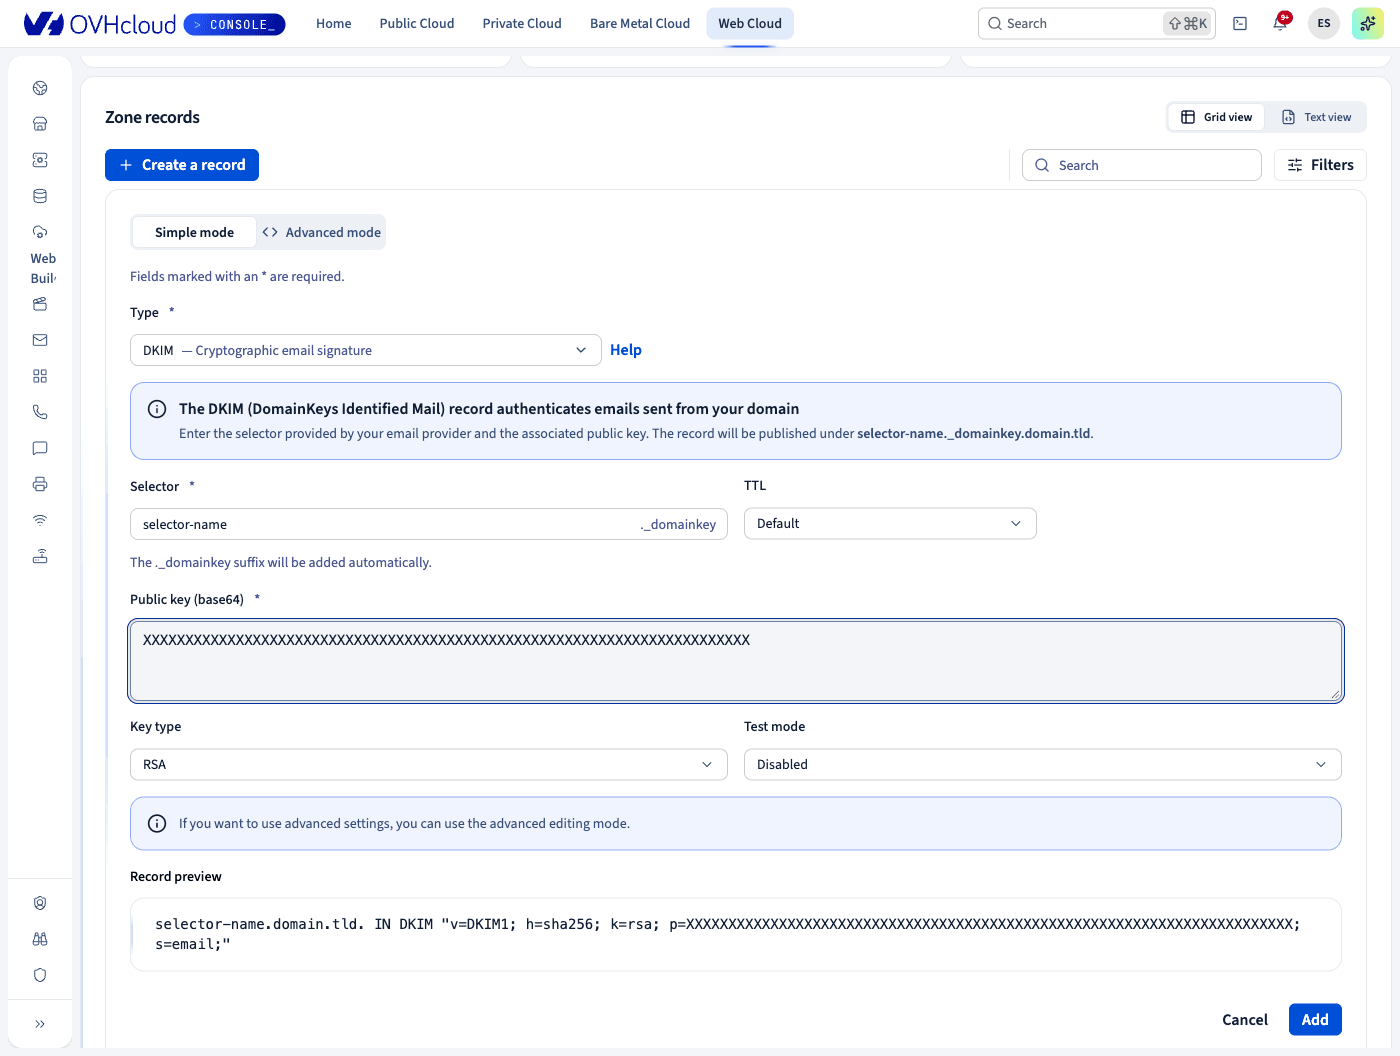 OVHcloud > CONSOLE_ Home Public Cloud Private Cloud Bare Metal Cloud Web Cloud Search ⇧⌘K 9+ ES
Zone records
Grid view Text view
+ Create a record Search Filters
Simple mode <> Advanced mode
Fields marked with an * are required.
Type *
DKIM — Cryptographic email signature Help
The DKIM (DomainKeys Identified Mail) record authenticates emails sent from your domain
Enter the selector provided by your email provider and the associated public key. The record will be published under selector-name._domainkey.domain.tld.
Selector * TTL
selector-name ._domainkey Default
The ._domainkey suffix will be added automatically.
Public key (base64) *
XXXXXXXXXXXXXXXXXXXXXXXXXXXXXXXXXXXXXXXXXXXXXXXXXXXXXXXXXXXXXXXXXXXXXXXX
Key type Test mode
RSA Disabled
If you want to use advanced settings, you can use the advanced editing mode.
Record preview
selector-name.domain.tld. IN DKIM "v=DKIM1; h=sha256; k=rsa; p=XXXXXXXXXXXXXXXXXXXXXXXXXXXXXXXXXXXXXXXXXXXXXXXXXXXXXXXXXXXXXXXXXXXXXXXX;
s=email;"
Cancel Add
Web
Buil